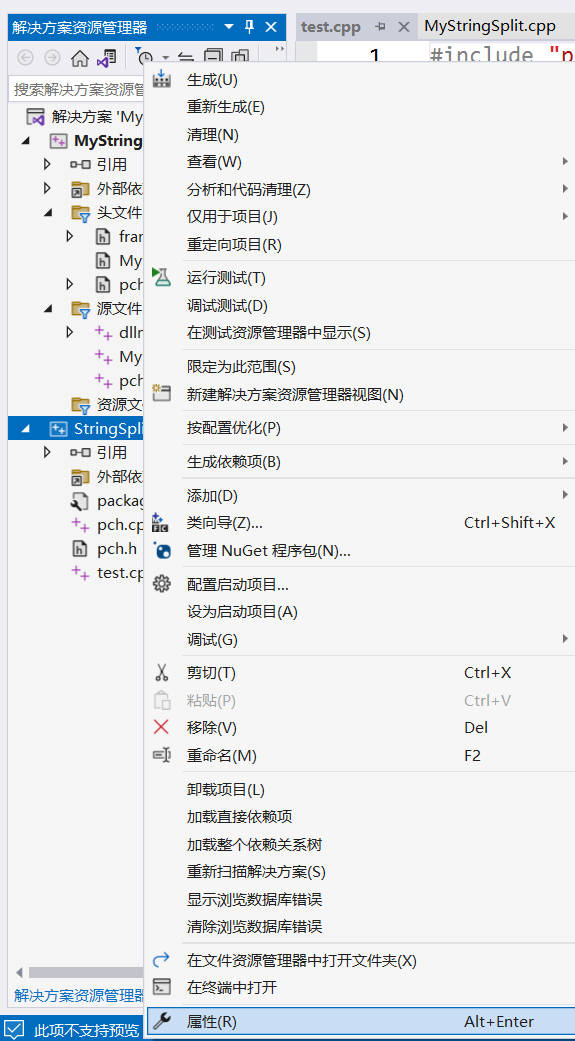 解决方案资源管理器
test.cpp
MyStringSplit.cpp
1 #include "p
搜索解决方案资源管
解决方案 'My
MyString
引用
外部依
头文件
fran
My
pch
源文件
dllm
My
pch
资源文
StringSpli
引用
外部依
packag
pch.cp
pch.h
test.cp
解决方案资源管理器
此项不支持预览
生成(U)
重新生成(E)
清理(N)
查看(W)
分析和代码清理(Z)
仅用于项目(J)
重定向项目(R)
运行测试(T)
调试测试(D)
在测试资源管理器中显示(S)
限定为此范围(S)
新建解决方案资源管理器视图(N)
按配置优化(P)
生成依赖项(B)
添加(D)
类向导(Z)... Ctrl+Shift+X
管理 NuGet 程序包(N)...
配置启动项目...
设为启动项目(A)
调试(G)
剪切(T) Ctrl+X
粘贴(P) Ctrl+V
移除(V) Del
重命名(M) F2
卸载项目(L)
加载直接依赖项
加载整个依赖关系树
重新扫描解决方案(S)
显示浏览数据库错误
清除浏览数据库错误
在文件资源管理器中打开文件夹(X)
在终端中打开
属性(R) Alt+Enter